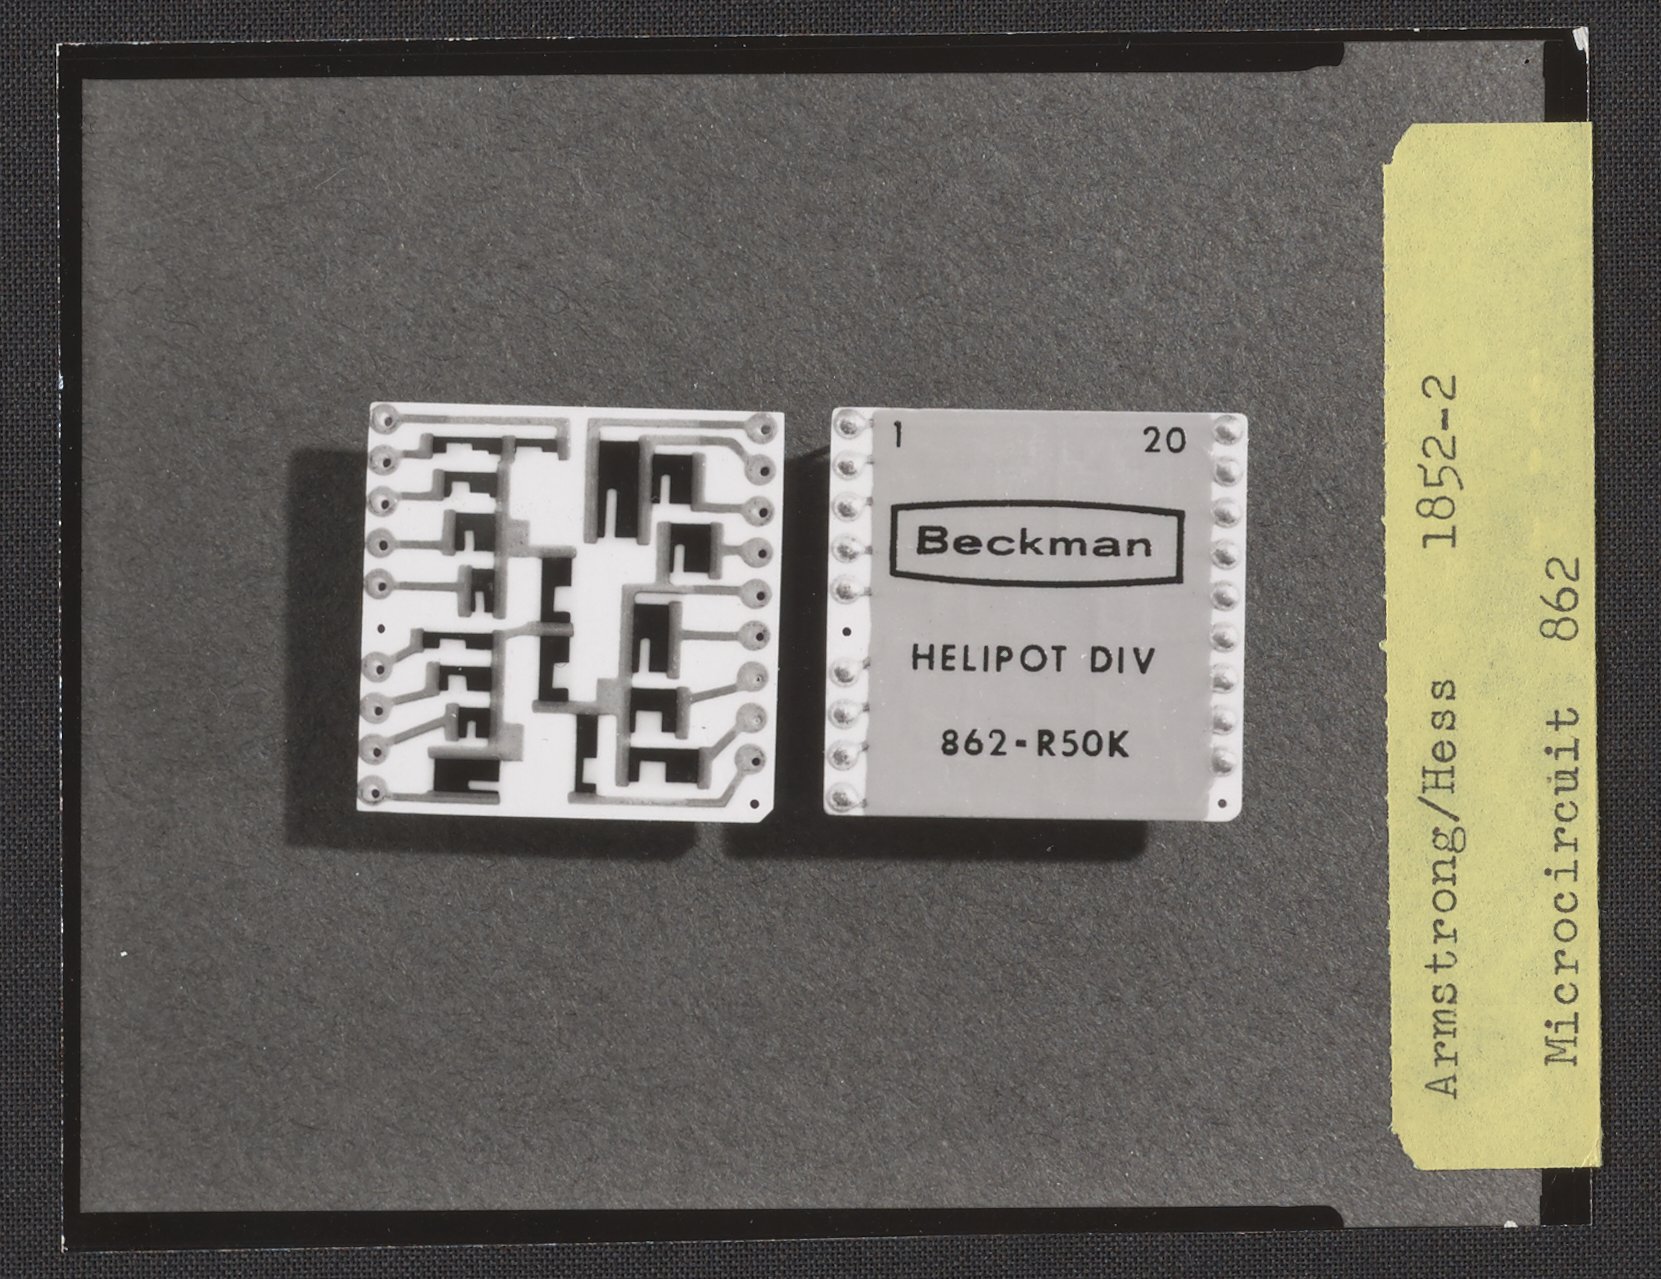 1 20
Beckman
HELIPOT DIV
862-R50K
Armstrong/Hess 1852-2
Microcircuit 862